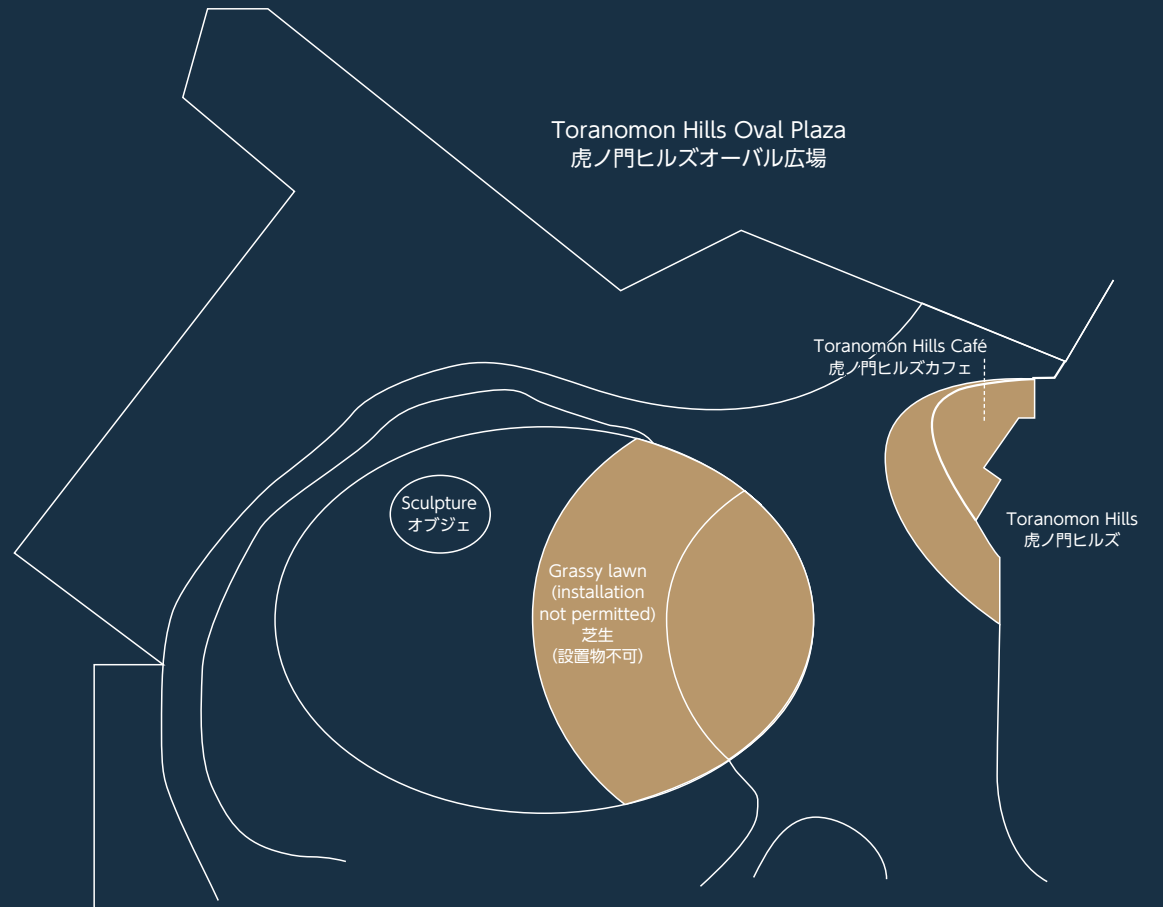 Toranomon Hills Oval Plaza
虎ノ門ヒルズオーバル広場
Toranomon Hills Café
虎ノ門ヒルズカフェ
Sculpture
オブジェ
Toranomon Hills
虎ノ門ヒルズ
Grassy lawn
(installation
not permitted)
芝生
(設置物不可)